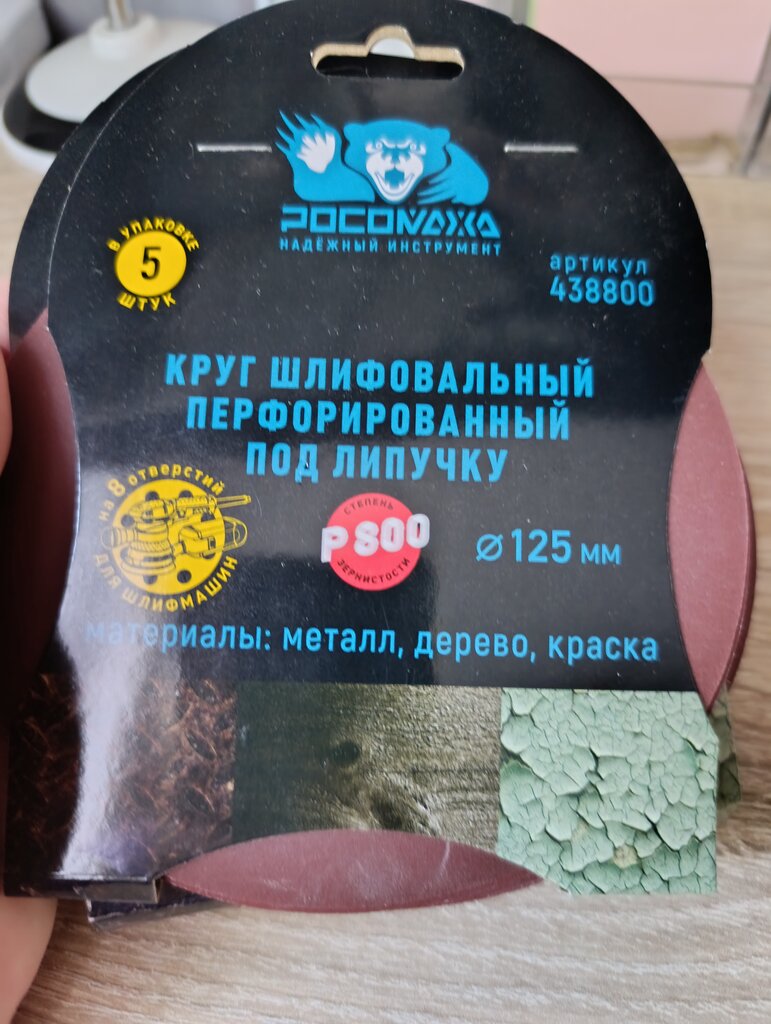 РОСОМАХА
НАДЁЖНЫЙ ИНСТРУМЕНТ
В УПАКОВКЕ
5
ШТУК
артикул
438800
КРУГ ШЛИФОВАЛЬНЫЙ
ПЕРФОРИРОВАННЫЙ
ПОД ЛИПУЧКУ
на 8 отверстий
ДЛЯ ШЛИФМАШИН
СТЕПЕНЬ
P 800
ЗЕРНИСТОСТИ
⌀ 125 мм
материалы: металл, дерево, краска